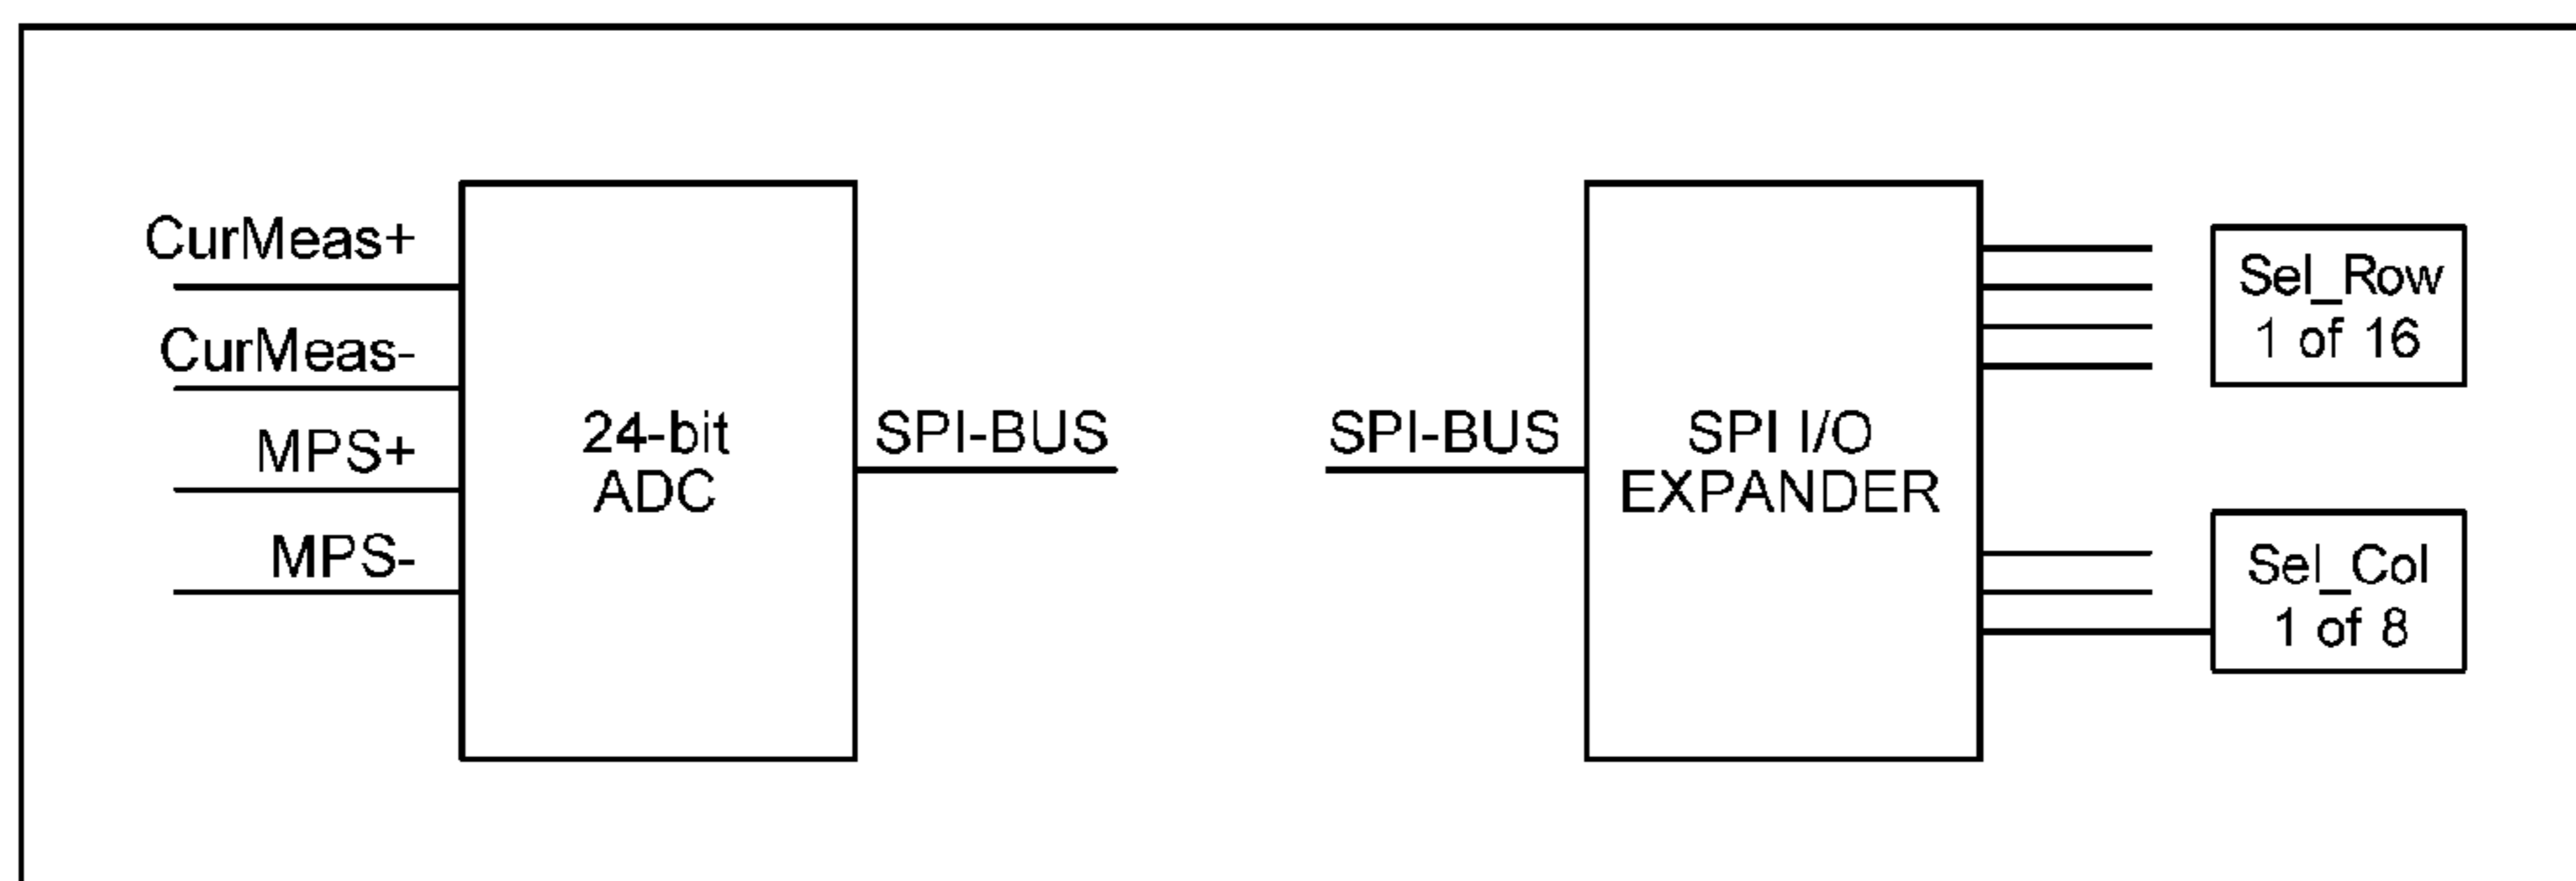 CurMeas+
CurMeas-
MPS+
MPS-
24-bit
ADC
SPI-BUS
SPI-BUS
SPI I/O
EXPANDER
Sel_Row
1 of 16
Sel_Col
1 of 8